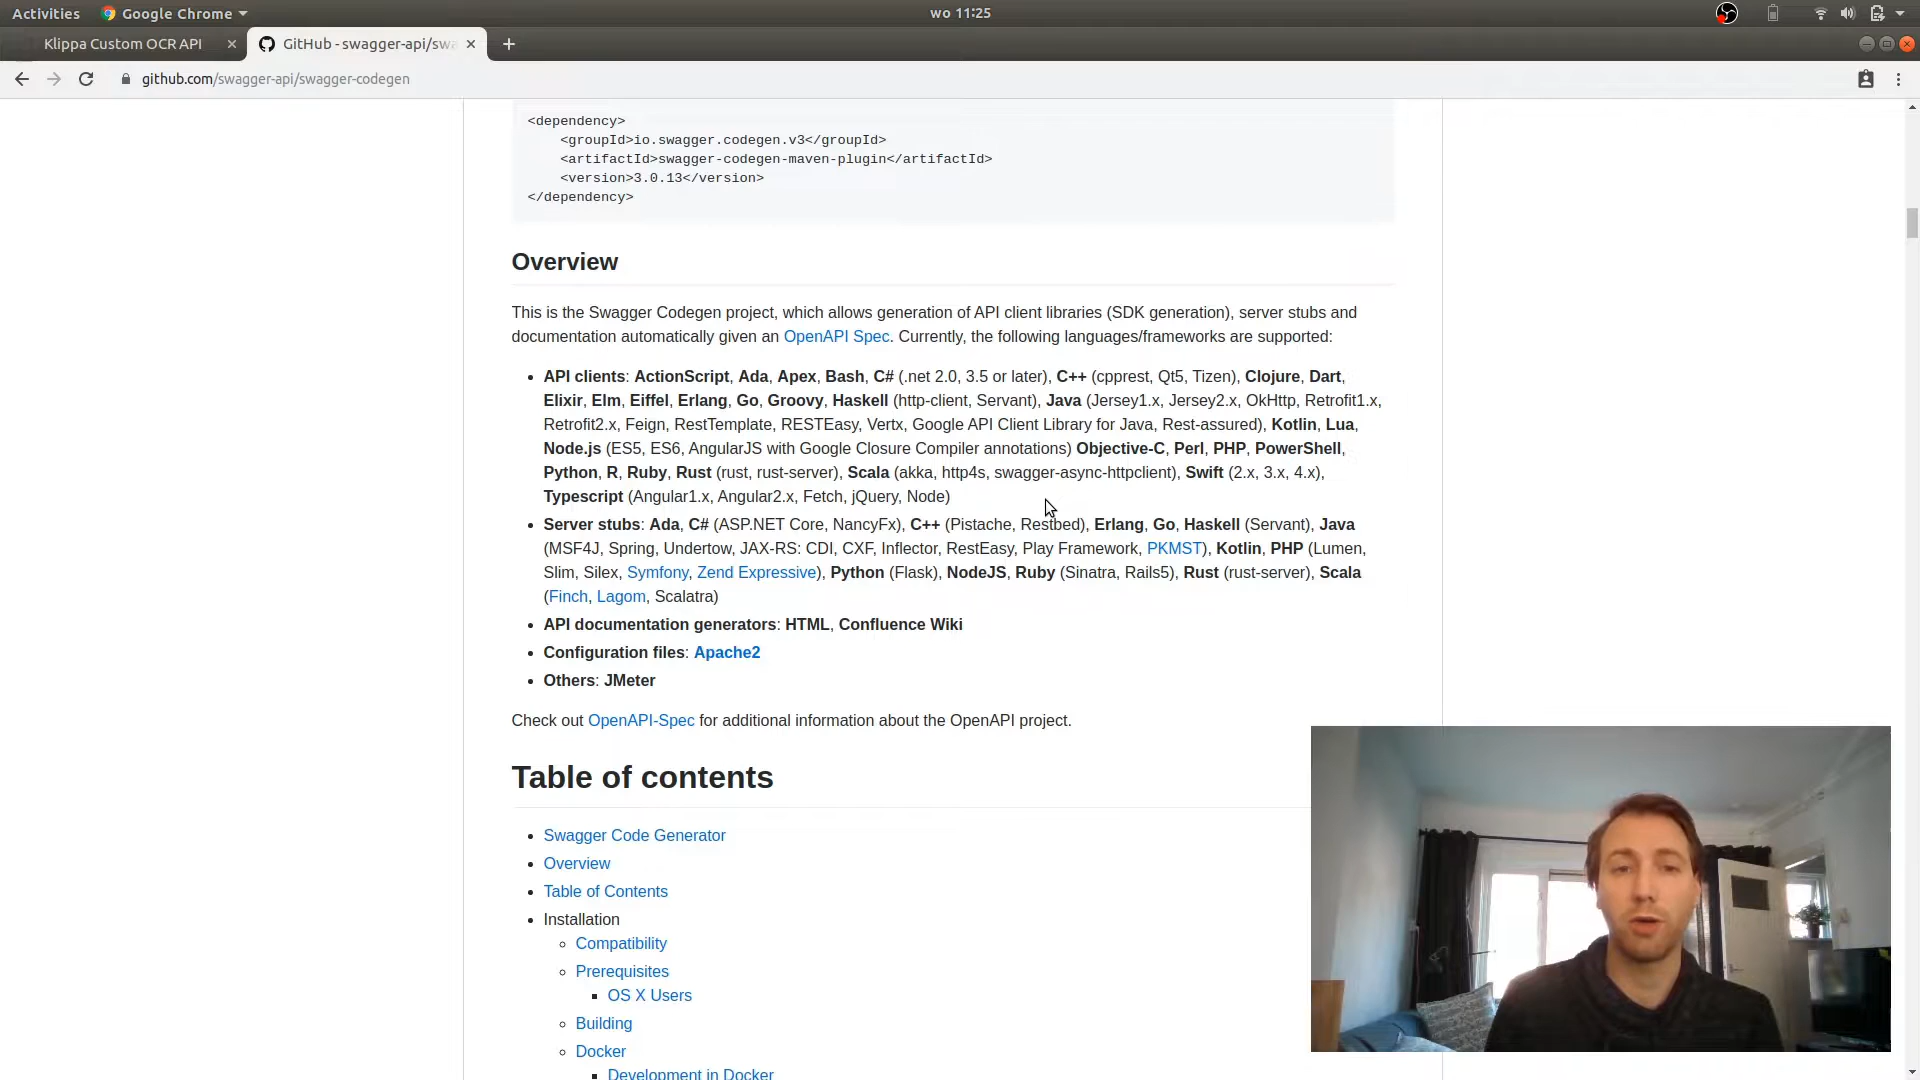 Activities Google Chrome wo 11:25
Klippa Custom OCR API GitHub - swagger-api/swa
github.com/swagger-api/swagger-codegen
<dependency>
<groupId>io.swagger.codegen.v3</groupId>
<artifactId>swagger-codegen-maven-plugin</artifactId>
<version>3.0.13</version>
</dependency>
Overview
This is the Swagger Codegen project, which allows generation of API client libraries (SDK generation), server stubs and
documentation automatically given an OpenAPI Spec. Currently, the following languages/frameworks are supported:
• API clients: ActionScript, Ada, Apex, Bash, C# (.net 2.0, 3.5 or later), C++ (cpprest, Qt5, Tizen), Clojure, Dart,
Elixir, Elm, Eiffel, Erlang, Go, Groovy, Haskell (http-client, Servant), Java (Jersey1.x, Jersey2.x, OkHttp, Retrofit1.x,
Retrofit2.x, Feign, RestTemplate, RESTEasy, Vertx, Google API Client Library for Java, Rest-assured), Kotlin, Lua,
Node.js (ES5, ES6, AngularJS with Google Closure Compiler annotations) Objective-C, Perl, PHP, PowerShell,
Python, R, Ruby, Rust (rust, rust-server), Scala (akka, http4s, swagger-async-httpclient), Swift (2.x, 3.x, 4.x),
Typescript (Angular1.x, Angular2.x, Fetch, jQuery, Node)
• Server stubs: Ada, C# (ASP.NET Core, NancyFx), C++ (Pistache, Restbed), Erlang, Go, Haskell (Servant), Java
(MSF4J, Spring, Undertow, JAX-RS: CDI, CXF, Inflector, RestEasy, Play Framework, PKMST), Kotlin, PHP (Lumen,
Slim, Silex, Symfony, Zend Expressive), Python (Flask), NodeJS, Ruby (Sinatra, Rails5), Rust (rust-server), Scala
(Finch, Lagom, Scalatra)
• API documentation generators: HTML, Confluence Wiki
• Configuration files: Apache2
• Others: JMeter
Check out OpenAPI-Spec for additional information about the OpenAPI project.
Table of contents
• Swagger Code Generator
• Overview
• Table of Contents
• Installation
◦ Compatibility
◦ Prerequisites
▪ OS X Users
◦ Building
◦ Docker
▪ Development in Docker